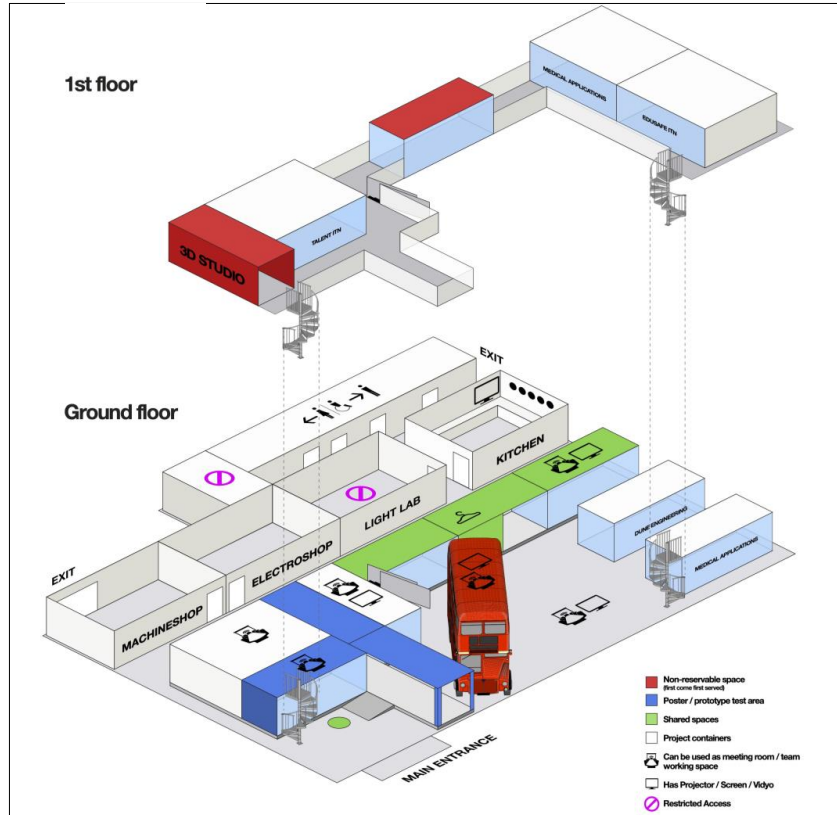 1st floor
MEDICAL APPLICATIONS
EDUSAFE ITN
TALENT ITN
3D STUDIO
Ground floor
EXIT
KITCHEN
LIGHT LAB
ELECTROSHOP
EXIT
MACHINESHOP
DUNE ENGINEERING
MEDICAL APPLICATIONS
MAIN ENTRANCE
Non-reservable space
(first come first served)
Poster / prototype test area
Shared spaces
Project containers
Can be used as meeting room / team
working space
Has Projector / Screen / Vidyo
Restricted Access